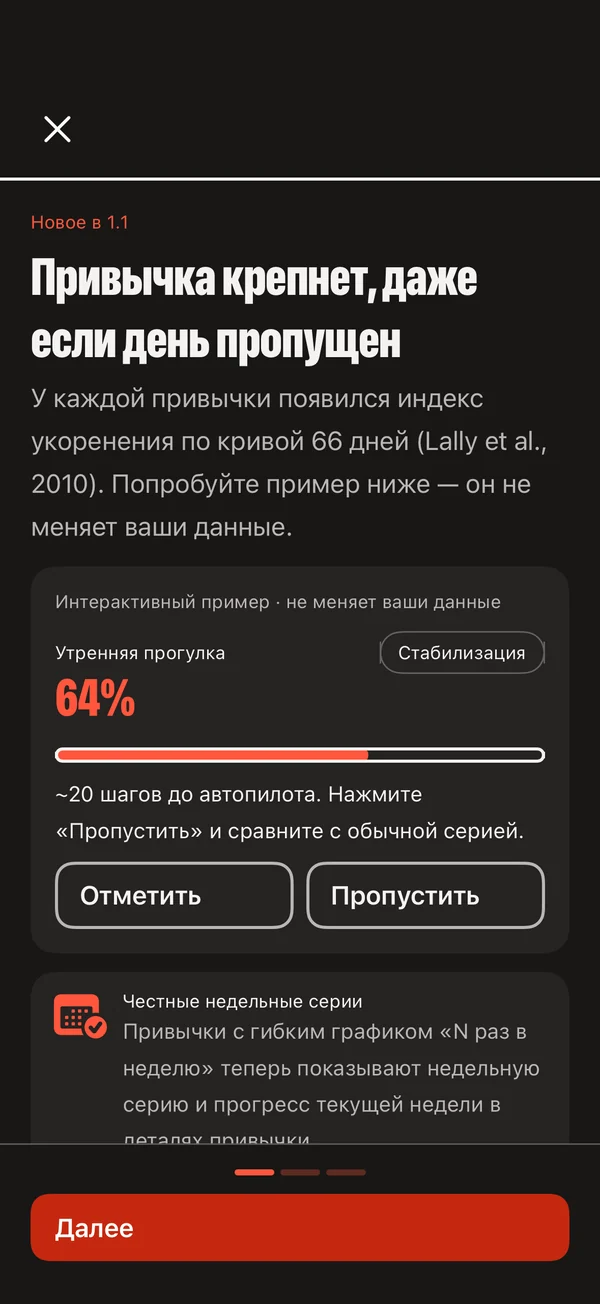 Новое в 1.1
Привычка крепнет, даже
если день пропущен
У каждой привычки появился индекс
укоренения по кривой 66 дней (Lally et al.,
2010). Попробуйте пример ниже — он не
меняет ваши данные.
Интерактивный пример · не меняет ваши данные
Утренняя прогулка
Стабилизация
64%
~20 шагов до автопилота. Нажмите
«Пропустить» и сравните с обычной серией.
Отметить
Пропустить
Честные недельные серии
Привычки с гибким графиком «N раз в
неделю» теперь показывают недельную
серию и прогресс текущей недели в
деталях привычки
Далее